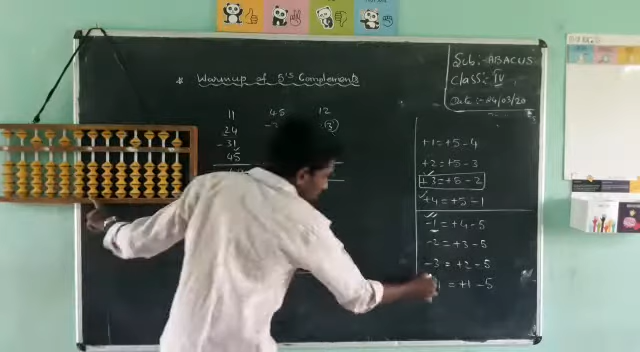 * Warmup of 5's Complements
Sub:- ABACUS
Class:- IV
Date :- 24/03/20
11 45 12
24
-31
45
+1=+5-4
+2=+5-3
+3=+5-2
+4=+5-1
-1=+4-5
-2=+3-5
-3=+2-5
=+1-5